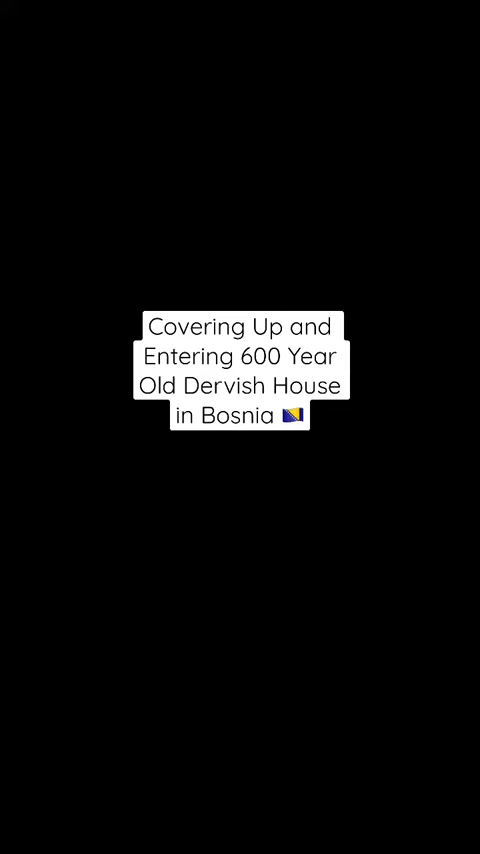 Covering Up and
Entering 600 Year
Old Dervish House
in Bosnia 🇧🇦